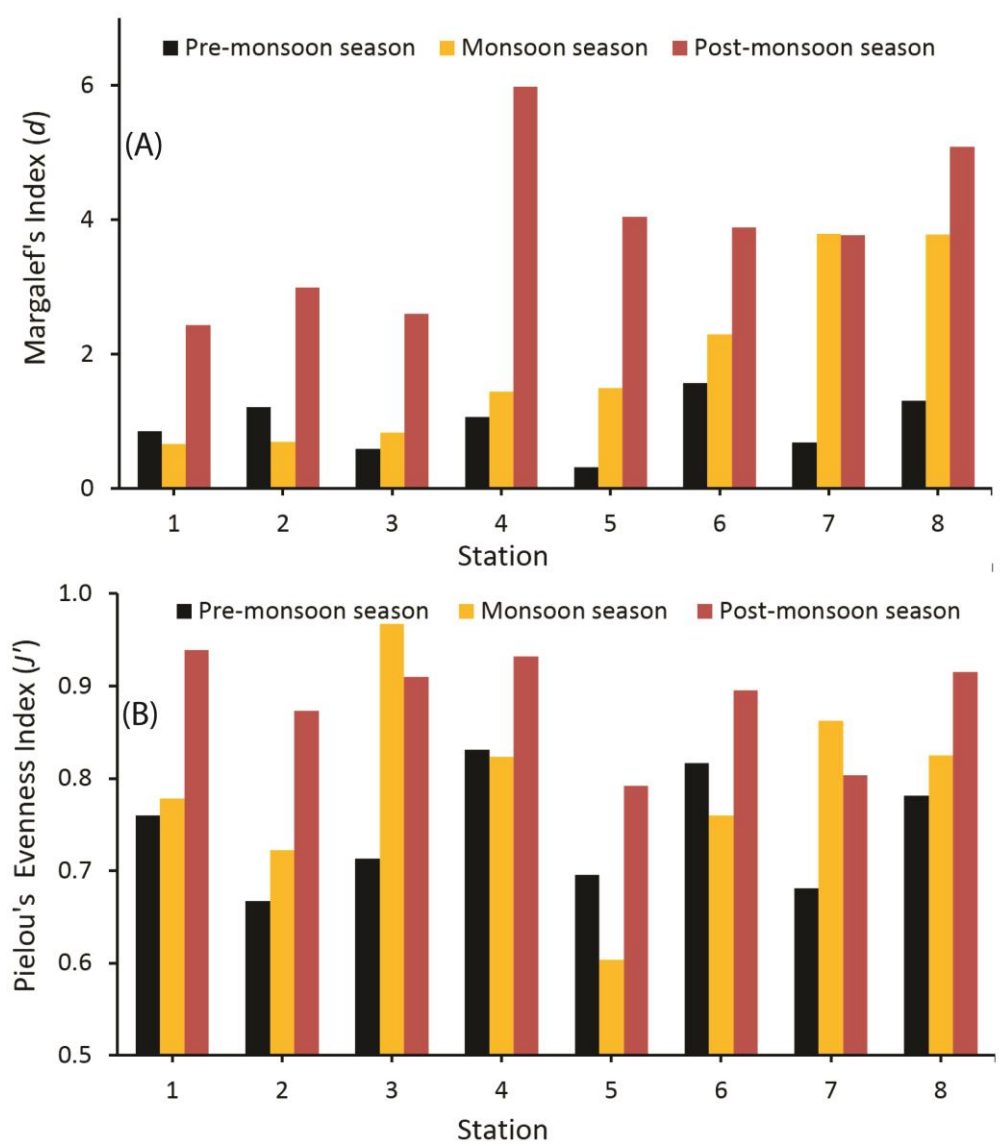 Pre-monsoon season Monsoon season Post-monsoon season
6
(A)
Margalef's Index (d)
4
2
0
1 2 3 4 5 6 7 8
Station
1.0
Pre-monsoon season Monsoon season Post-monsoon season
0.9
Pielou's Evenness Index (J')
(B)
0.8
0.7
0.6
0.5
1 2 3 4 5 6 7 8
Station